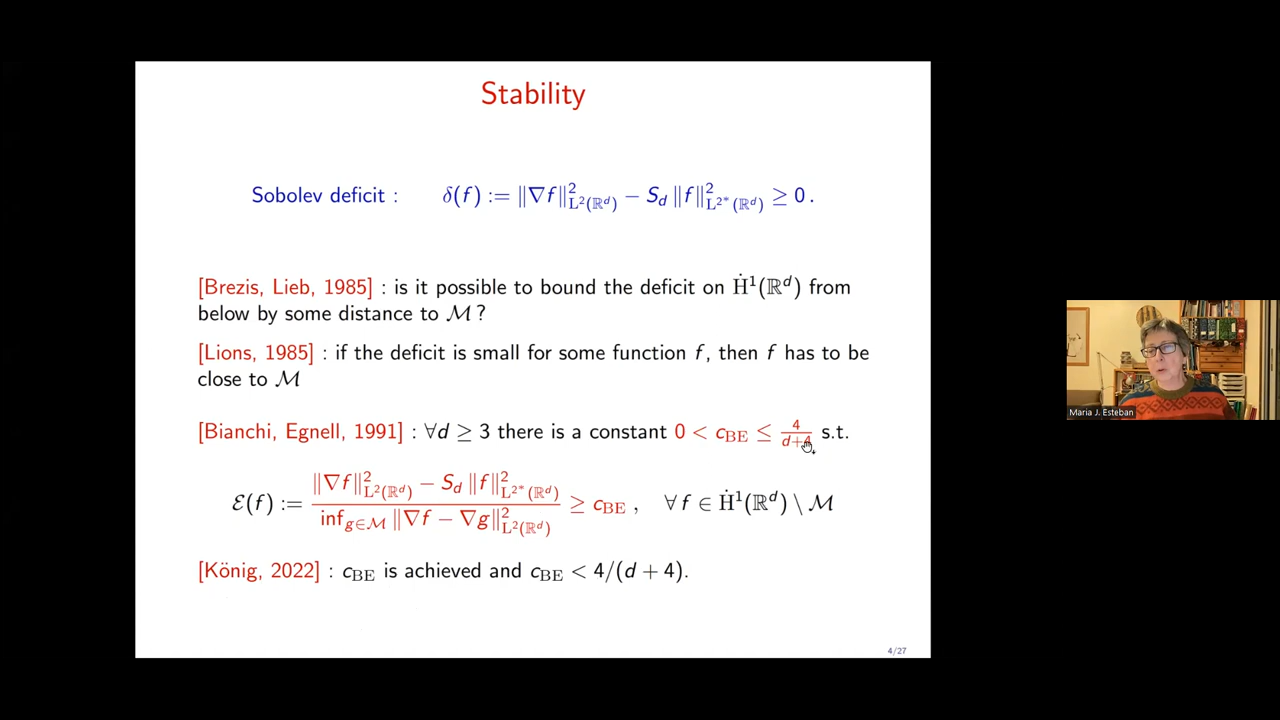 Stability
Sobolev deficit : δ(f) := ‖∇f‖²_{L²(ℝ^d)} − S_d ‖f‖²_{L^{2*}(ℝ^d)} ≥ 0 .
[Brezis, Lieb, 1985] : is it possible to bound the deficit on Ḣ¹(ℝ^d) from
below by some distance to ℳ ?
[Lions, 1985] : if the deficit is small for some function f, then f has to be
close to ℳ
[Bianchi, Egnell, 1991] : ∀d ≥ 3 there is a constant 0 < c_BE ≤ 4/(d+4) s.t.
ℰ(f) := (‖∇f‖²_{L²(ℝ^d)} − S_d ‖f‖²_{L^{2*}(ℝ^d)}) / (inf_{g∈ℳ} ‖∇f − ∇g‖²_{L²(ℝ^d)}) ≥ c_BE , ∀ f ∈ Ḣ¹(ℝ^d) \ ℳ
[König, 2022] : c_BE is achieved and c_BE < 4/(d + 4).
4/27
Maria J. Esteban